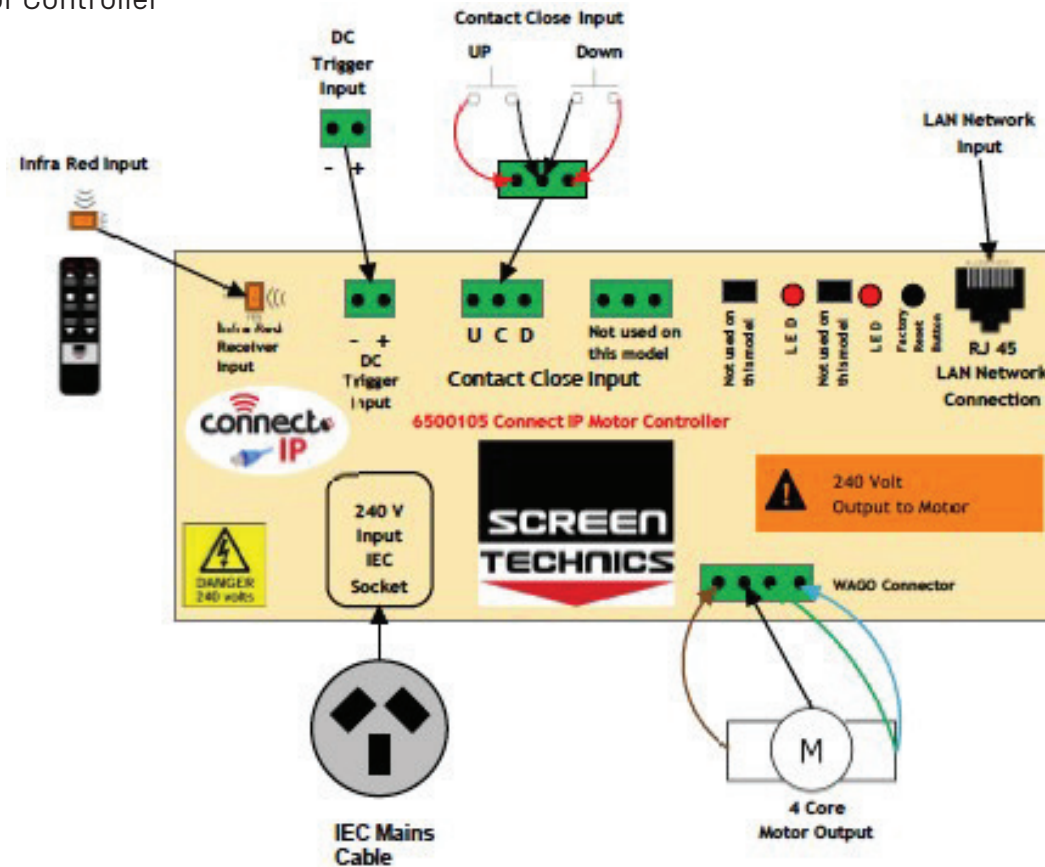 or Controller
DC
Trigger
Input
- +
Contact Close Input
UP Down
LAN Network
Input
Infra Red Input
Infra Red
Receiver
Input
- +
DC
Trigger
Input
U C D
Contact Close Input
Not used on
this model
Not used on
this model
LED
Not used on
this model
LED
Factory
Reset
Button
RJ 45
LAN Network
Connection
connect
IP
6500105 Connect IP Motor Controller
240 V
Input
IEC
Socket
SCREEN
TECHNICS
!
240 Volt
Output to Motor
DANGER
240 volts
WAGO Connector
M
4 Core
Motor Output
IEC Mains
Cable